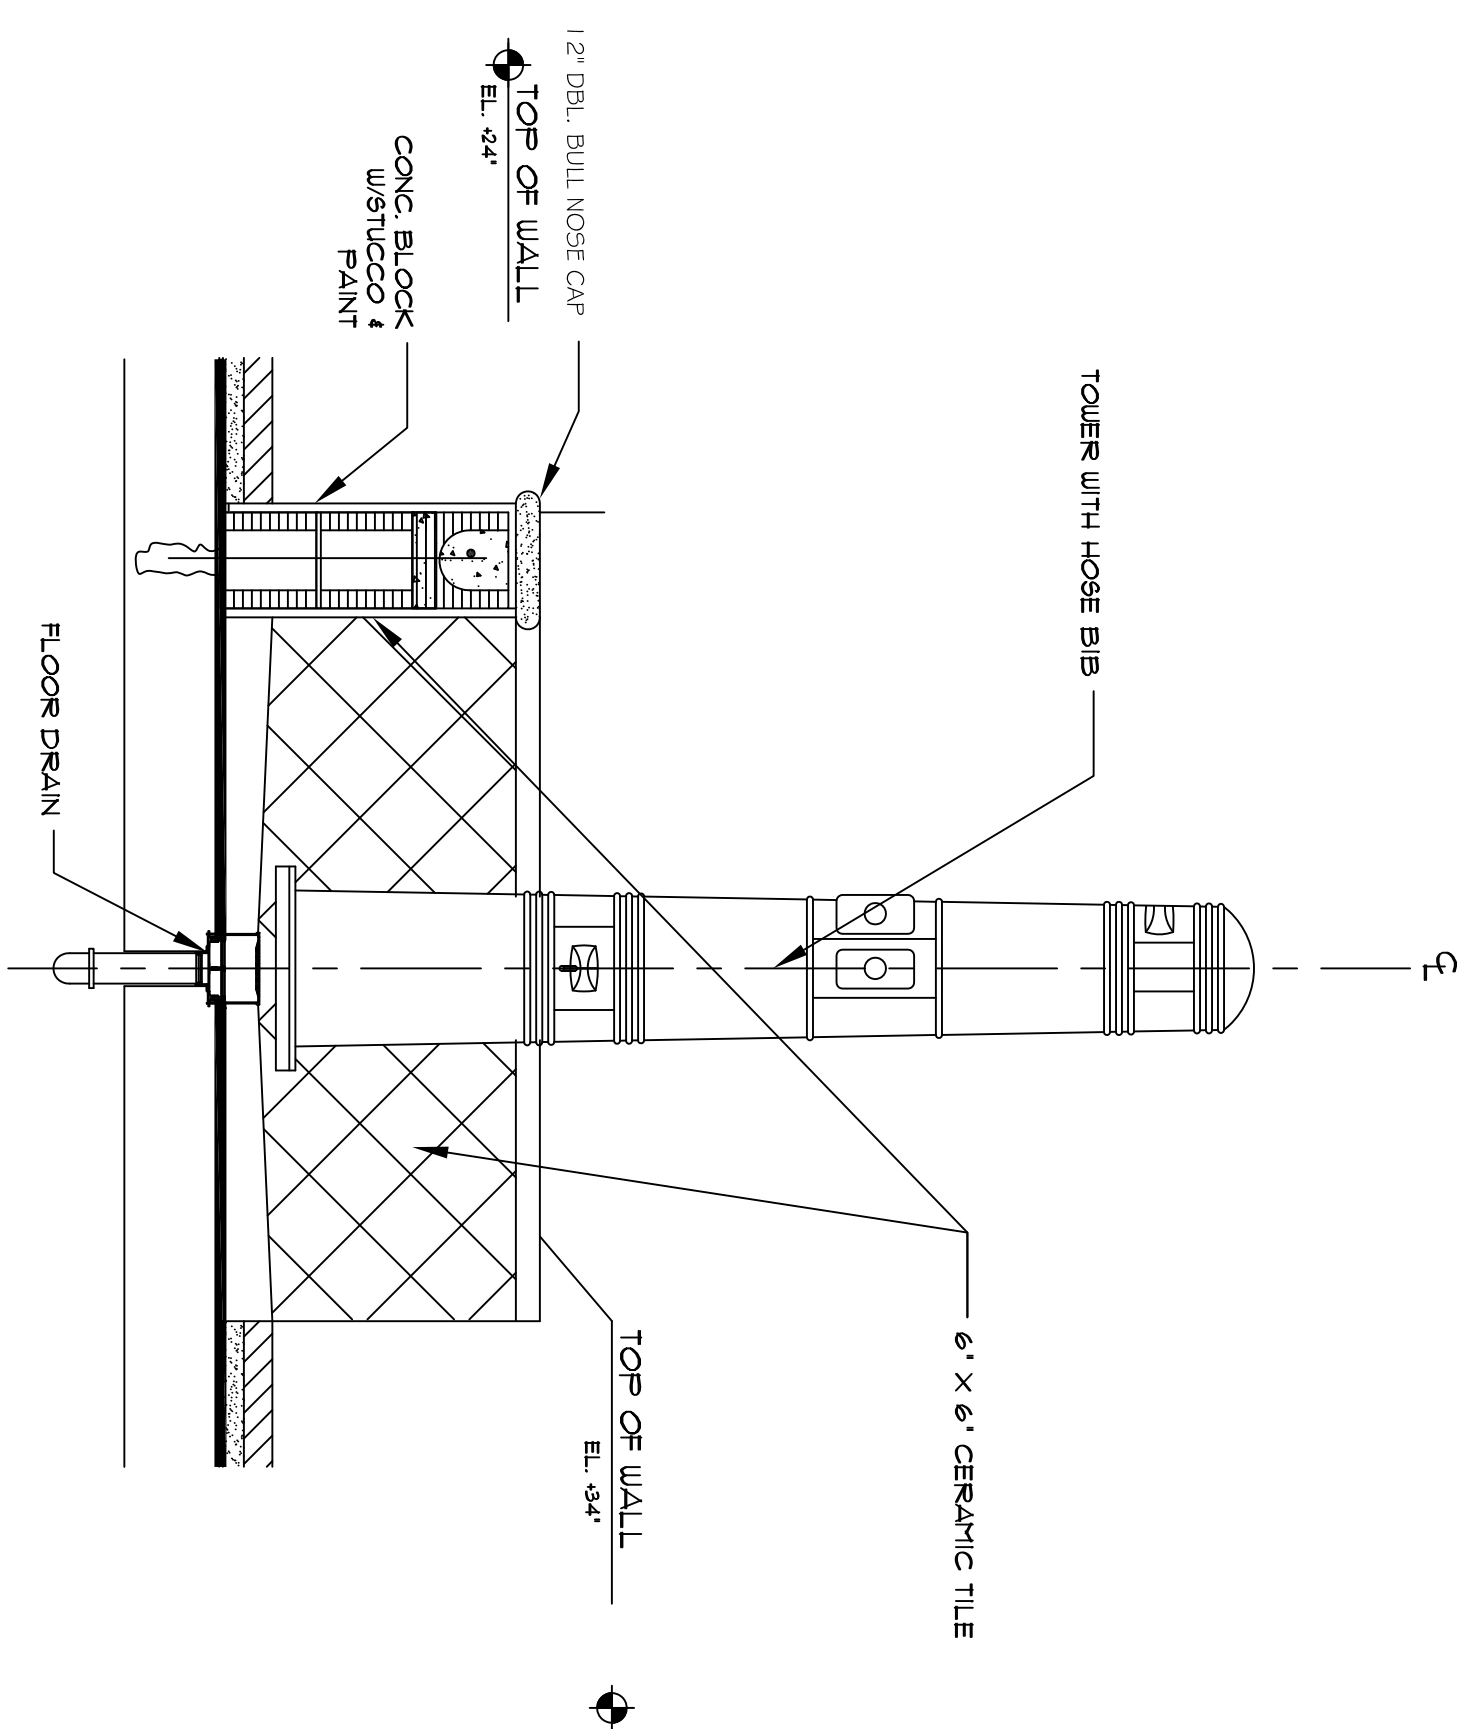 ℄
TOWER WITH HOSE BIB
6" X 6" CERAMIC TILE
12" DBL. BULL NOSE CAP
TOP OF WALL
EL. +24"
TOP OF WALL
EL. +34"
CONC. BLOCK
W/STUCCO &
PAINT
FLOOR DRAIN